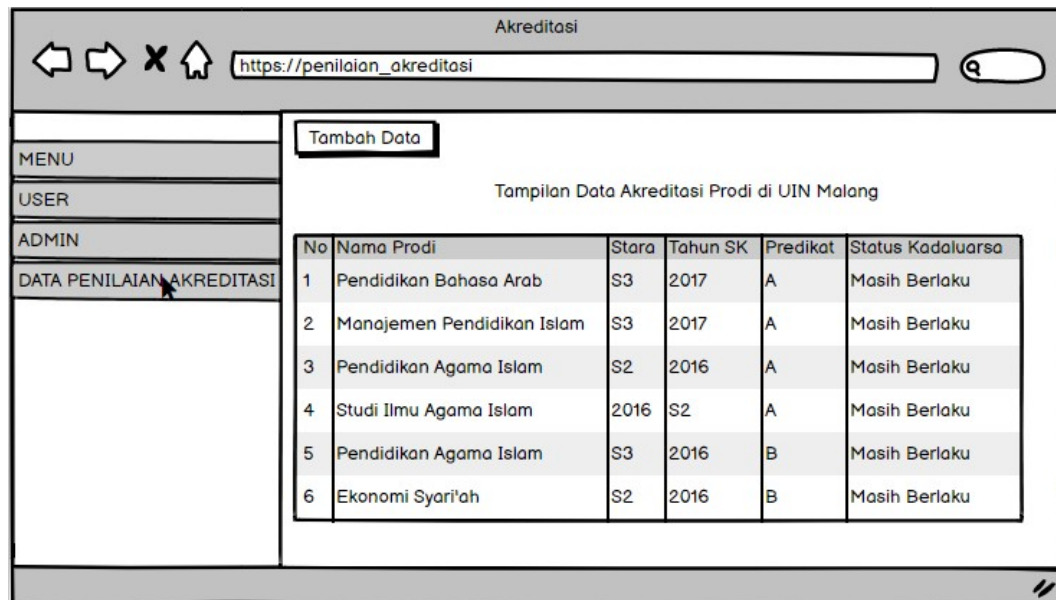 Akreditasi
https://penilaian_akreditasi
MENU
USER
ADMIN
DATA PENILAIAN AKREDITASI
Tambah Data
Tampilan Data Akreditasi Prodi di UIN Malang
No Nama Prodi Stara Tahun SK Predikat Status Kadaluarsa
1 Pendidikan Bahasa Arab S3 2017 A Masih Berlaku
2 Manajemen Pendidikan Islam S3 2017 A Masih Berlaku
3 Pendidikan Agama Islam S2 2016 A Masih Berlaku
4 Studi Ilmu Agama Islam 2016 S2 A Masih Berlaku
5 Pendidikan Agama Islam S3 2016 B Masih Berlaku
6 Ekonomi Syari'ah S2 2016 B Masih Berlaku